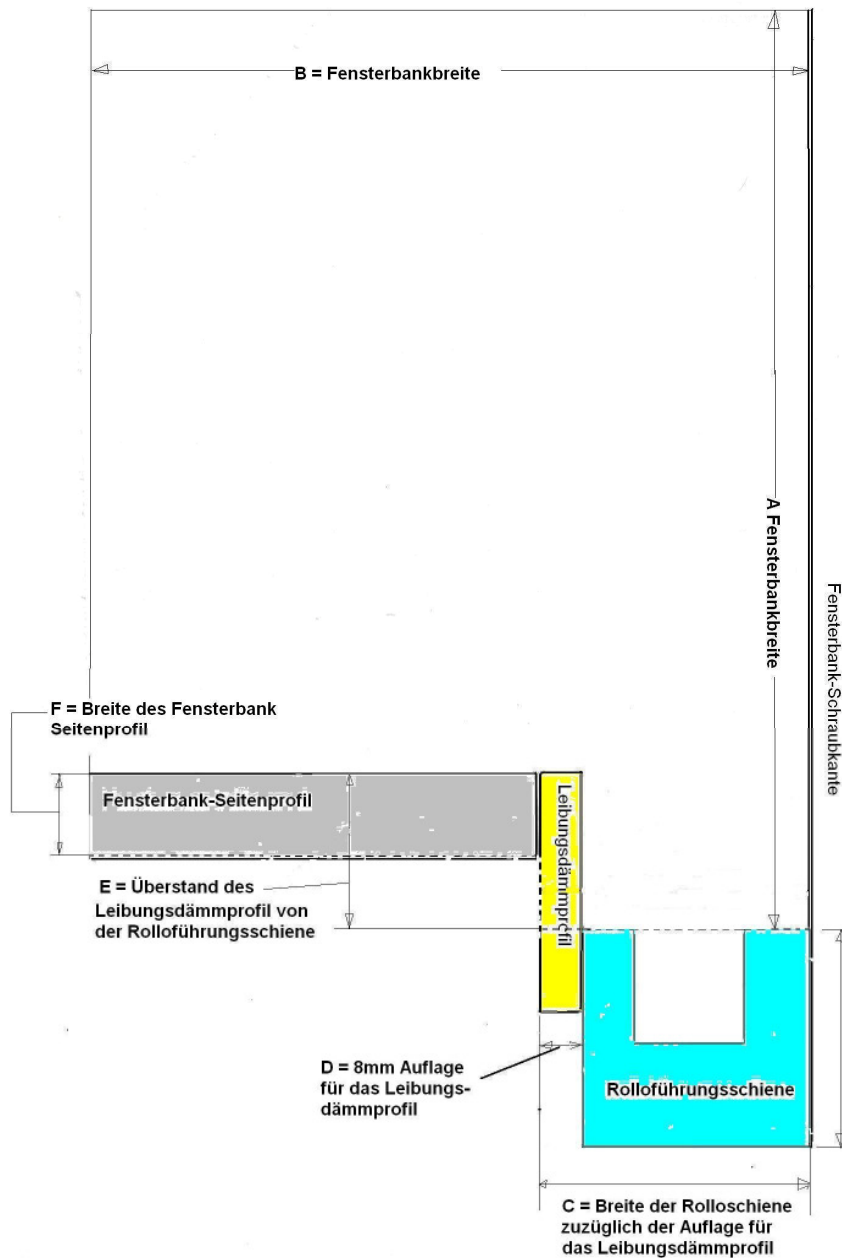 B = Fensterbankbreite
A Fensterbankbreite
Fensterbank-Schraubkante
F = Breite des Fensterbank
Seitenprofil
Fensterbank-Seitenprofil
Leibungsdämmprofil
E = Überstand des
Leibungsdämmprofil von
der Rolloführungsschiene
D = 8mm Auflage
für das Leibungs-
dämmprofil
Rolloführungsschiene
C = Breite der Rolloschiene
zuzüglich der Auflage für
das Leibungsdämmprofil